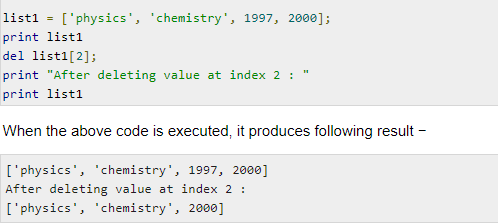 list1 = ['physics', 'chemistry', 1997, 2000];
print list1
del list1[2];
print "After deleting value at index 2 : "
print list1
When the above code is executed, it produces following result −
['physics', 'chemistry', 1997, 2000]
After deleting value at index 2 :
['physics', 'chemistry', 2000]